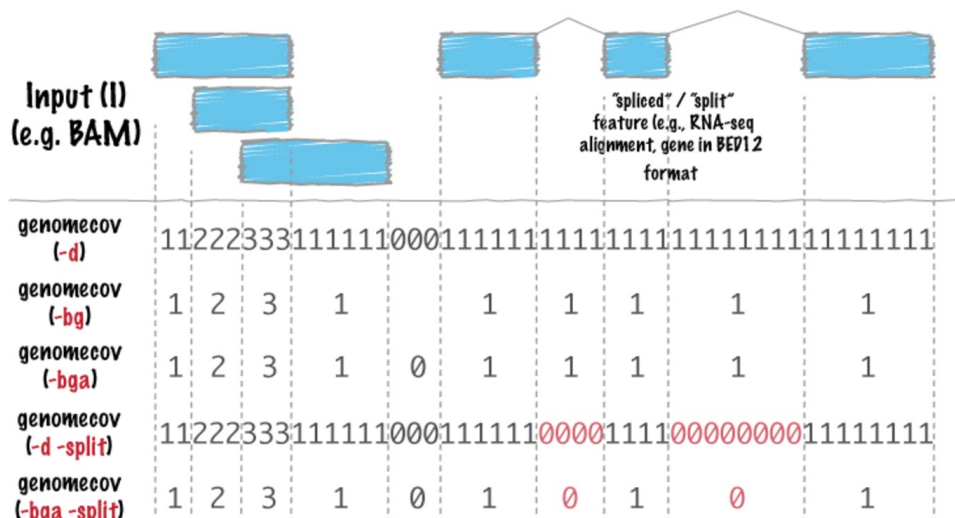 Input (I)
(e.g. BAM)
"spliced" / "split"
feature (e.g., RNA-seq
alignment, gene in BED12
format
genomecov
(-d)
11222333111111000111111111111111111111111111111
genomecov
(-bg)
1 2 3 1 1 1 1 1 1
genomecov
(-bga)
1 2 3 1 0 1 1 1 1 1
genomecov
(-d -split)
11222333111111000111111000011110000000011111111
genomecov
(-bga -split)
1 2 3 1 0 1 0 1 0 1